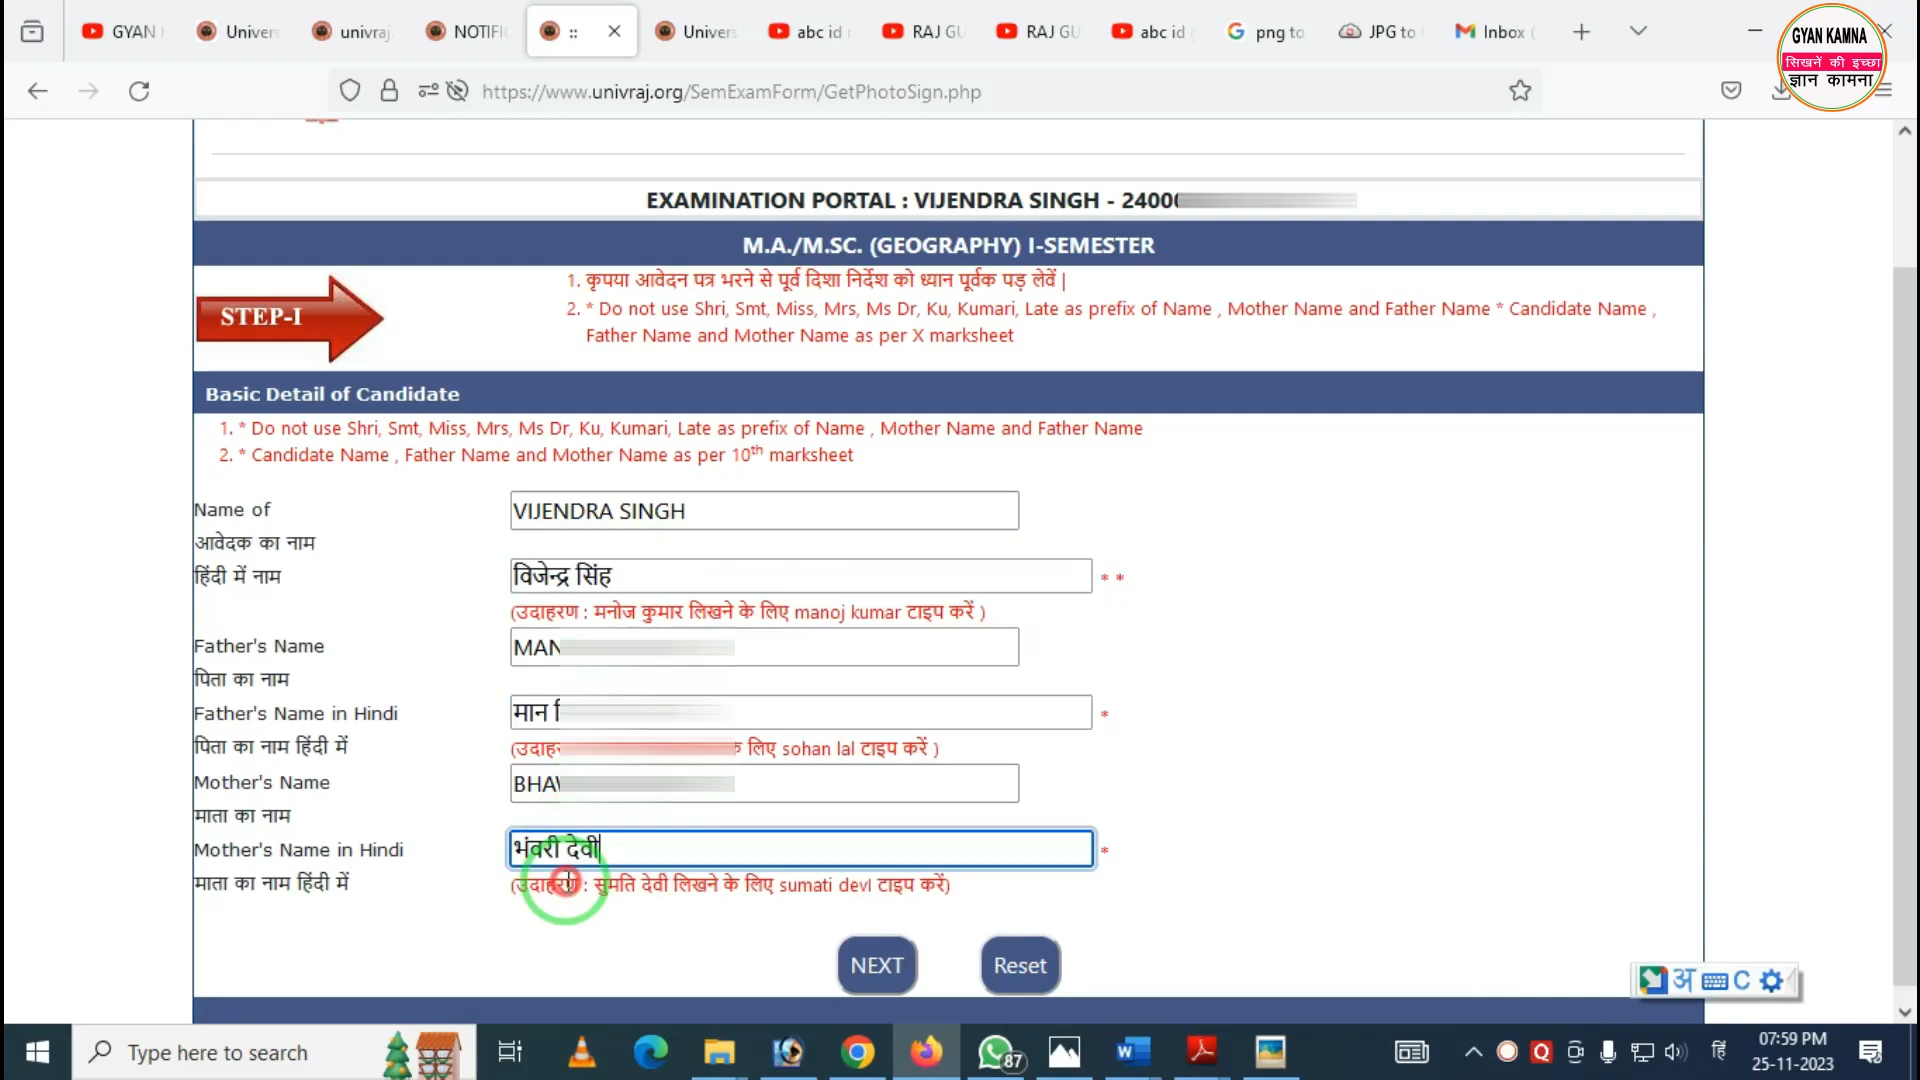 GYAN
Univer
univraj
NOTIFI
::
Univers
abc id
RAJ GU
RAJ GU
abc id
png to
JPG to
Inbox (
GYAN KAMNA
सिखनें की इच्छा
ज्ञान कामना
https://www.univraj.org/SemExamForm/GetPhotoSign.php
EXAMINATION PORTAL : VIJENDRA SINGH - 2400
M.A./M.SC. (GEOGRAPHY) I-SEMESTER
STEP-I
1. कृपया आवेदन पत्र भरने से पूर्व दिशा निर्देश को ध्यान पूर्वक पड़ लेवें |
2. * Do not use Shri, Smt, Miss, Mrs, Ms Dr, Ku, Kumari, Late as prefix of Name , Mother Name and Father Name * Candidate Name ,
Father Name and Mother Name as per X marksheet
Basic Detail of Candidate
1. * Do not use Shri, Smt, Miss, Mrs, Ms Dr, Ku, Kumari, Late as prefix of Name , Mother Name and Father Name
2. * Candidate Name , Father Name and Mother Name as per 10th marksheet
Name of
VIJENDRA SINGH
आवेदक का नाम
हिंदी में नाम
विजेन्द्र सिंह
* *
(उदाहरण : मनोज कुमार लिखने के लिए manoj kumar टाइप करें )
Father's Name
MAN
पिता का नाम
Father's Name in Hindi
मान
*
पिता का नाम हिंदी में
लिए sohan lal टाइप करें )
Mother's Name
BHA
माता का नाम
Mother's Name in Hindi
भंवरी देवी
*
माता का नाम हिंदी में
(उदाहरण : सुमति देवी लिखने के लिए sumati devI टाइप करें)
NEXT
Reset
अ
C
Type here to search
87
हिं
07:59 PM
25-11-2023